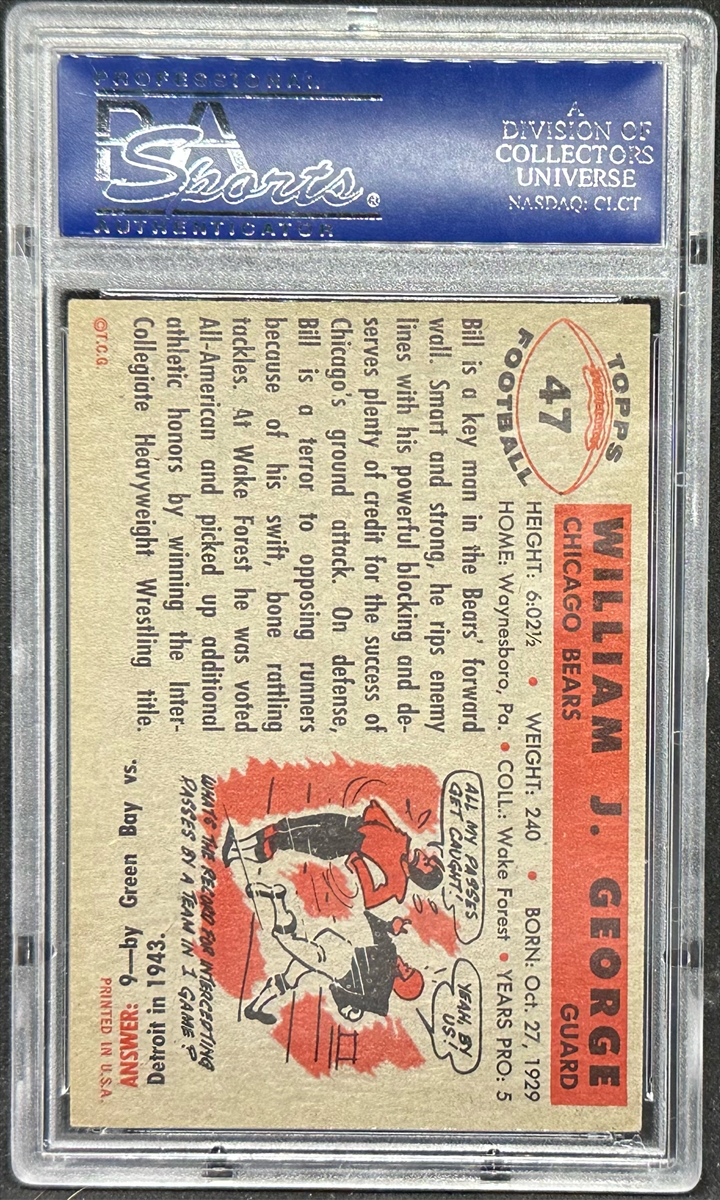 PROFESSIONAL
PSA
Sports®
AUTHENTICATOR
A
DIVISION OF
COLLECTORS
UNIVERSE
NASDAQ: CLCT
TOPPS
47
FOOTBALL
WILLIAM J. GEORGE
CHICAGO BEARS GUARD
HEIGHT: 6:02½ • WEIGHT: 240 • BORN: Oct. 27, 1929
HOME: Waynesboro, Pa. • COLL.: Wake Forest • YEARS PRO: 5
Bill is a key man in the Bears' forward
wall. Smart and strong, he rips enemy
lines with his powerful blocking and de-
serves plenty of credit for the success of
Chicago's ground attack. On defense,
Bill is a terror to opposing runners
because of his swift, bone rattling
tackles. At Wake Forest he was voted
All-American and picked up additional
athletic honors by winning the Inter-
Collegiate Heavyweight Wrestling title.
ALL MY PASSES
GET CAUGHT!
YEAH, BY
US!
WHAT'S THE RECORD FOR INTERCEPTING
PASSES BY A TEAM IN 1 GAME?
ANSWER: 9—by Green Bay vs.
Detroit in 1943.
©T.C.G.
PRINTED IN U.S.A.